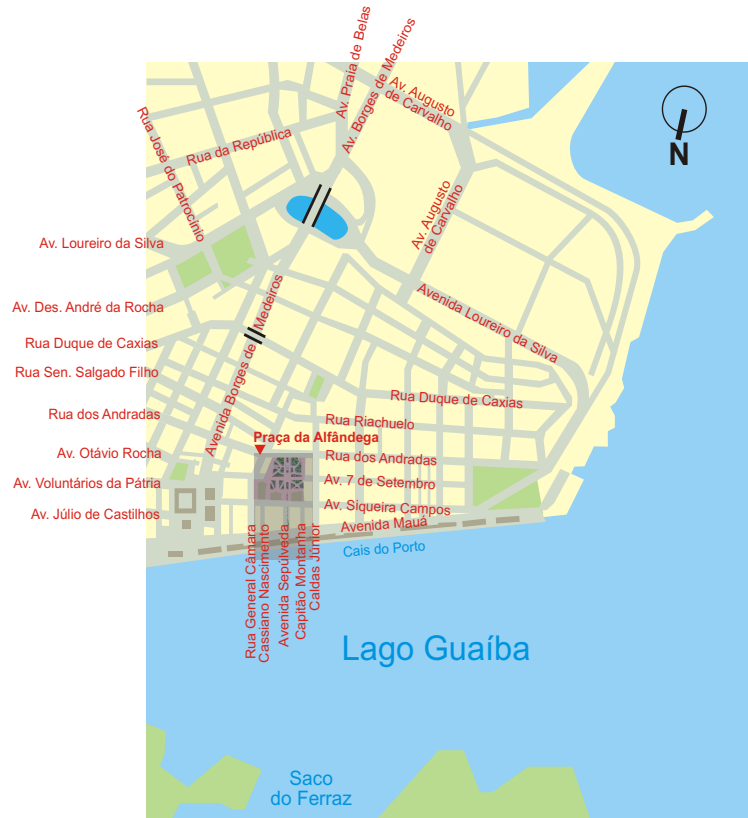 Av. Praia de Belas
Av. Borges de Medeiros
Av. Augusto
de Carvalho
Rua da República
Rua José do Patrocínio
N
Av. Augusto
de Carvalho
Av. Loureiro da Silva
Avenida Loureiro da Silva
Av. Des. André da Rocha
Avenida Borges de Medeiros
Rua Duque de Caxias
Rua Sen. Salgado Filho
Rua Duque de Caxias
Rua dos Andradas
Rua Riachuelo
Praça da Alfândega
Av. Otávio Rocha
Rua dos Andradas
Av. Voluntários da Pátria
Av. 7 de Setembro
Av. Júlio de Castilhos
Av. Siqueira Campos
Avenida Mauá
Cais do Porto
Rua General Câmara
Cassiano Nascimento
Avenida Sepúlveda
Capitão Montanha
Caldas Júnior
Lago Guaíba
Saco
do Ferraz